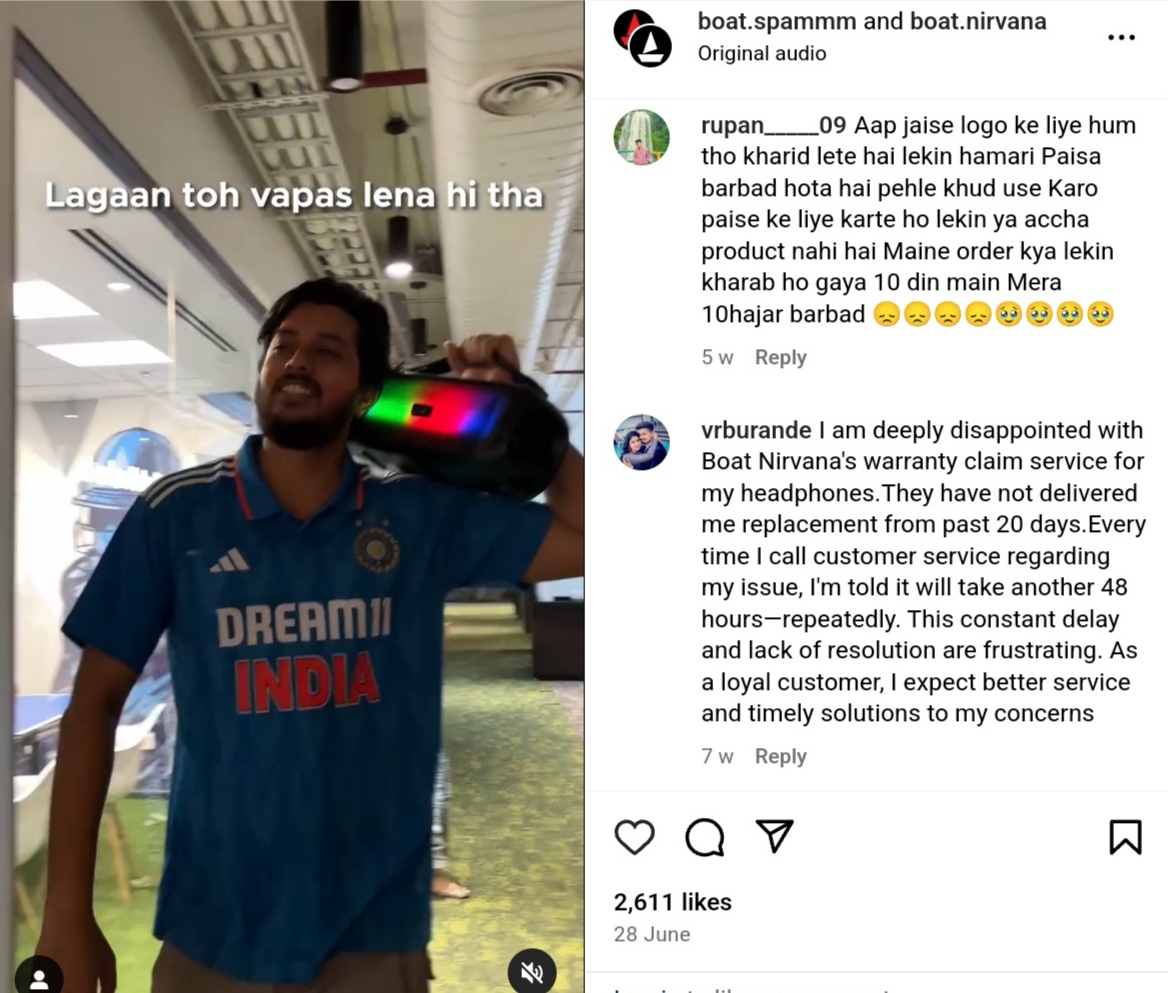 Lagaan toh vapas lena hi tha
DREAM11
INDIA
boat.spammm and boat.nirvana
Original audio
rupan_____09 Aap jaise logo ke liye hum
tho kharid lete hai lekin hamari Paisa
barbad hota hai pehle khud use Karo
paise ke liye karte ho lekin ya accha
product nahi hai Maine order kya lekin
kharab ho gaya 10 din main Mera
10hajar barbad 😞😞😞😞🥹🥹🥹🥹
5 w Reply
vrburande I am deeply disappointed with
Boat Nirvana's warranty claim service for
my headphones.They have not delivered
me replacement from past 20 days.Every
time I call customer service regarding
my issue, I'm told it will take another 48
hours—repeatedly. This constant delay
and lack of resolution are frustrating. As
a loyal customer, I expect better service
and timely solutions to my concerns
7 w Reply
2,611 likes
28 June